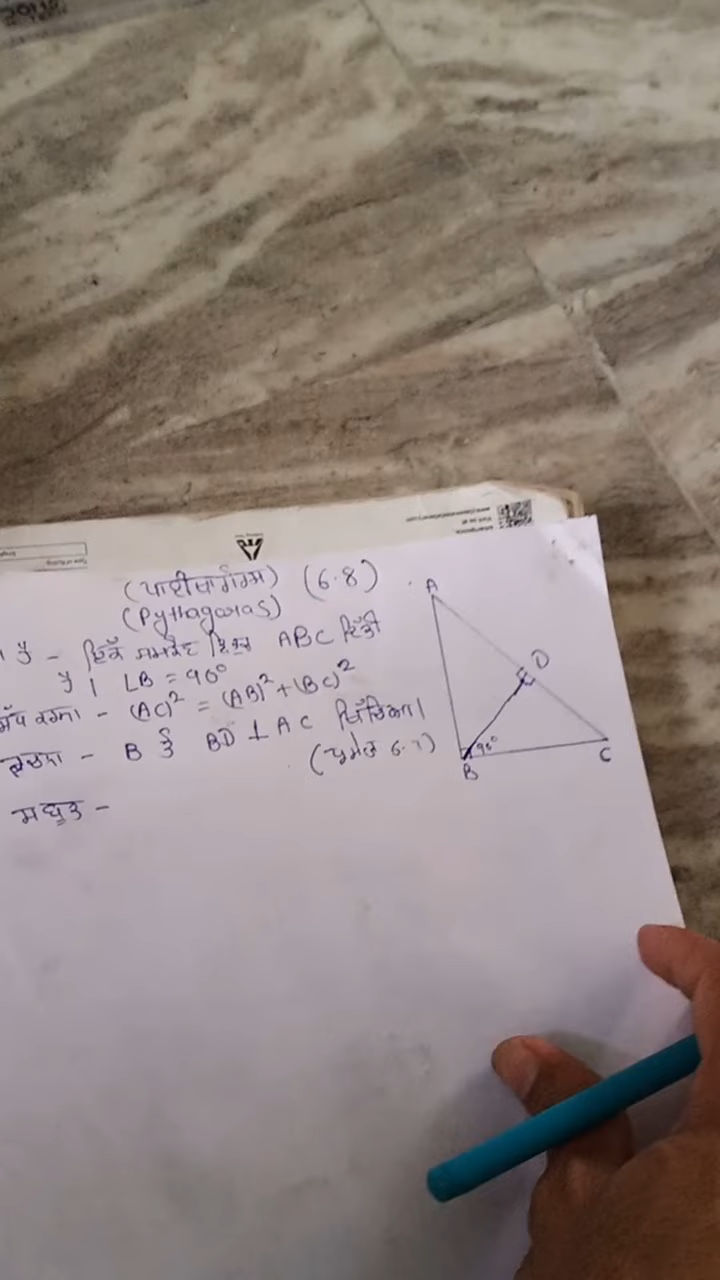 (ਪਾਈਥਾਗੋਰਸ) (6.8)
(Pythagoras)
ਹੈ - ਇੱਕ ਸਮਕੋਣ ਤ੍ਰਿਭੁਜ ABC ਦਿੱਤੀ
ਹੈ। ∠B = 90°
ਕਰਨਾ - (AC)² = (AB)² + (BC)²
ਰਚਨਾ - B ਤੋਂ BD ⊥ AC ਖਿੱਚਿਆ।
(ਪ੍ਰਮੇਯ 6.7)
ਸਬੂਤ -
A
D
B
90°
C